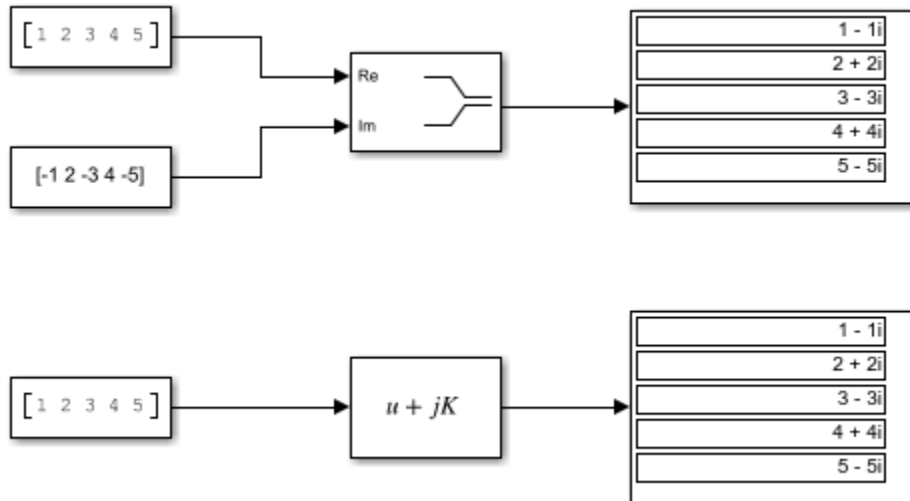 [1 2 3 4 5]
Re
Im
[-1 2 -3 4 -5]
1 - 1i
2 + 2i
3 - 3i
4 + 4i
5 - 5i
[1 2 3 4 5]
u + jK
1 - 1i
2 + 2i
3 - 3i
4 + 4i
5 - 5i